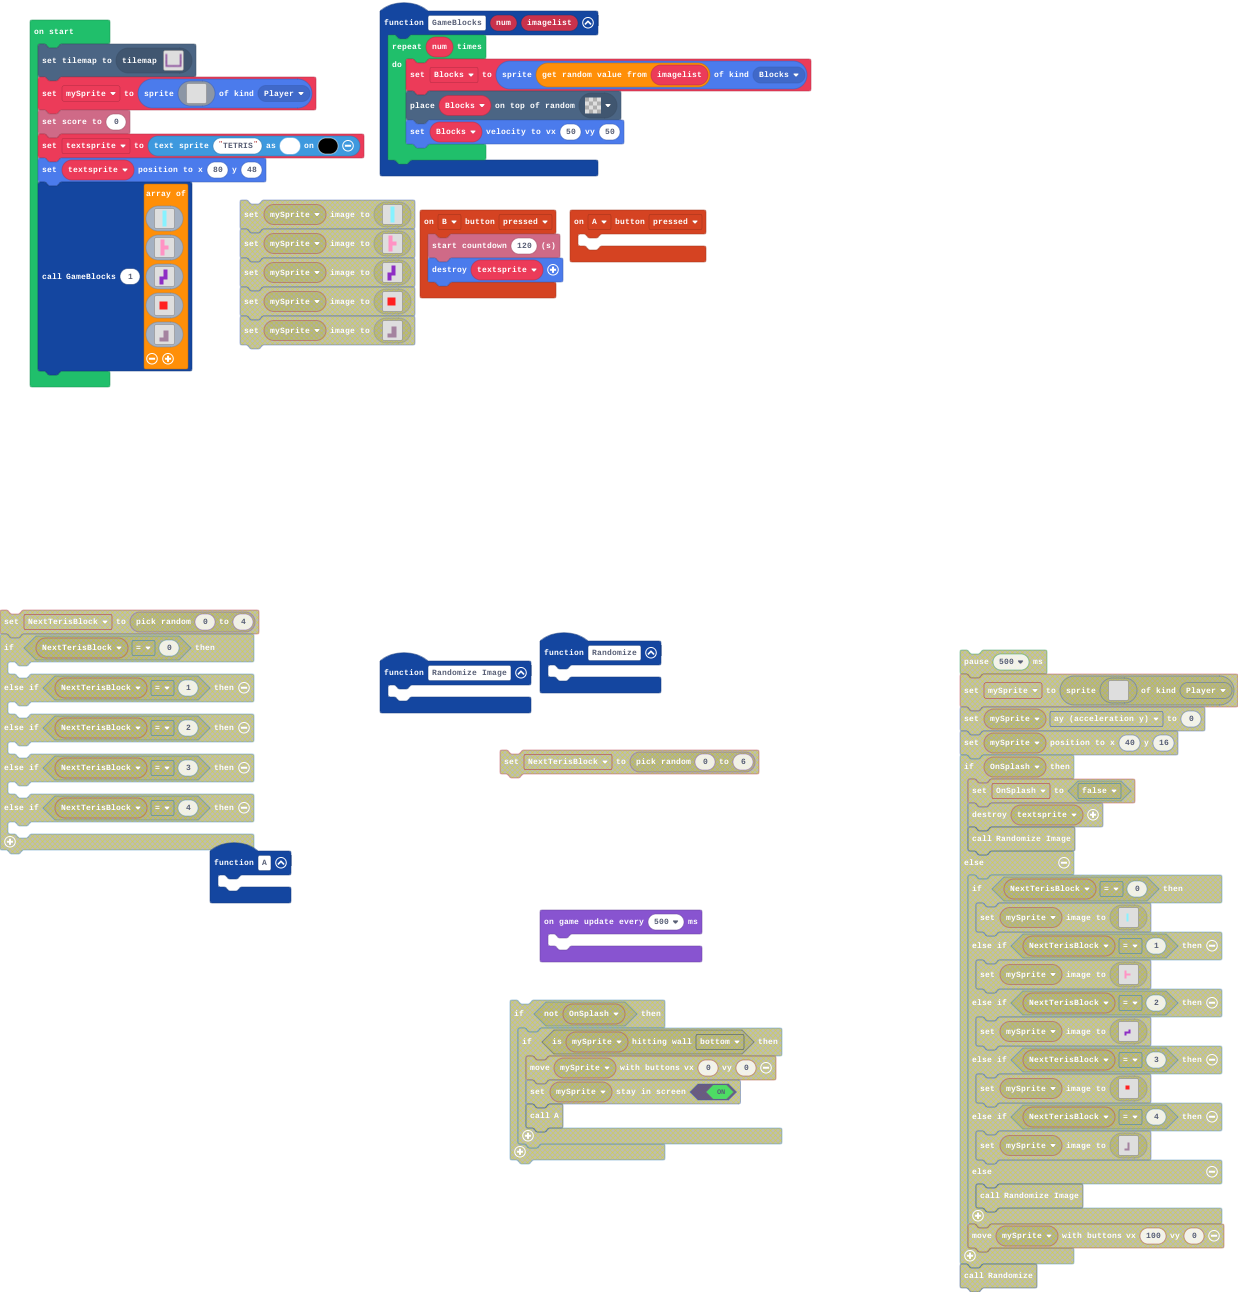 on start
set tilemap to tilemap
set mySprite to sprite of kind Player
set score to 0
set textsprite to text sprite "TETRIS" as on
set textsprite position to x 80 y 48
call GameBlocks 1 array of
function GameBlocks num imagelist
repeat num times
do
set Blocks to sprite get random value from imagelist of kind Blocks
place Blocks on top of random
set Blocks velocity to vx 50 vy 50
set mySprite image to
set mySprite image to
set mySprite image to
set mySprite image to
set mySprite image to
on B button pressed
start countdown 120 (s)
destroy textsprite
on A button pressed
set NextTerisBlock to pick random 0 to 4
if NextTerisBlock = 0 then
else if NextTerisBlock = 1 then
else if NextTerisBlock = 2 then
else if NextTerisBlock = 3 then
else if NextTerisBlock = 4 then
function A
function Randomize Image
function Randomize
set NextTerisBlock to pick random 0 to 6
on game update every 500 ms
if not OnSplash then
if is mySprite hitting wall bottom then
move mySprite with buttons vx 0 vy 0
set mySprite stay in screen ON
call A
pause 500 ms
set mySprite to sprite of kind Player
set mySprite ay (acceleration y) to 0
set mySprite position to x 40 y 16
if OnSplash then
set OnSplash to false
destroy textsprite
call Randomize Image
else
if NextTerisBlock = 0 then
set mySprite image to
else if NextTerisBlock = 1 then
set mySprite image to
else if NextTerisBlock = 2 then
set mySprite image to
else if NextTerisBlock = 3 then
set mySprite image to
else if NextTerisBlock = 4 then
set mySprite image to
else
call Randomize Image
move mySprite with buttons vx 100 vy 0
call Randomize